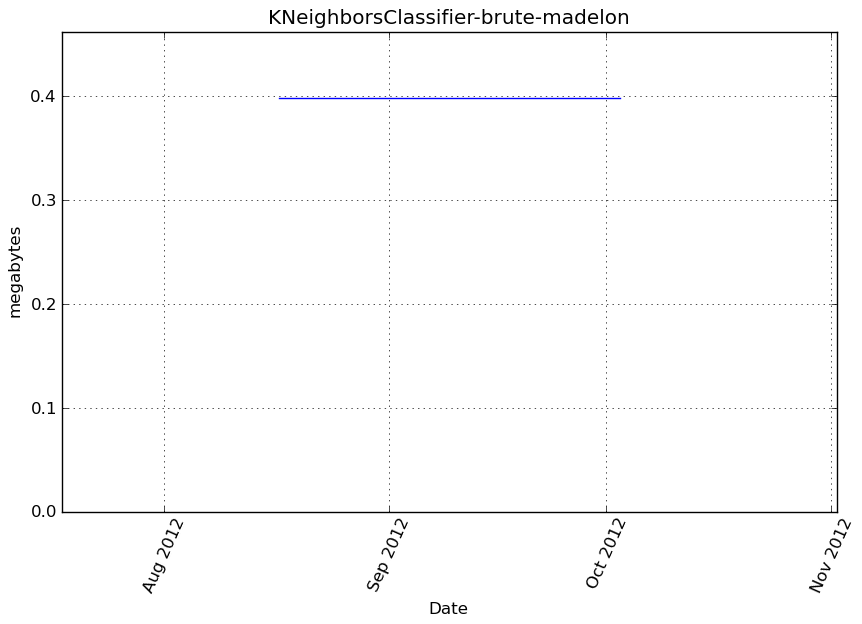 KNeighborsClassifier-brute-madelon
0.4
0.3
0.2
0.1
0.0
megabytes
Aug 2012
Sep 2012
Oct 2012
Nov 2012
Date